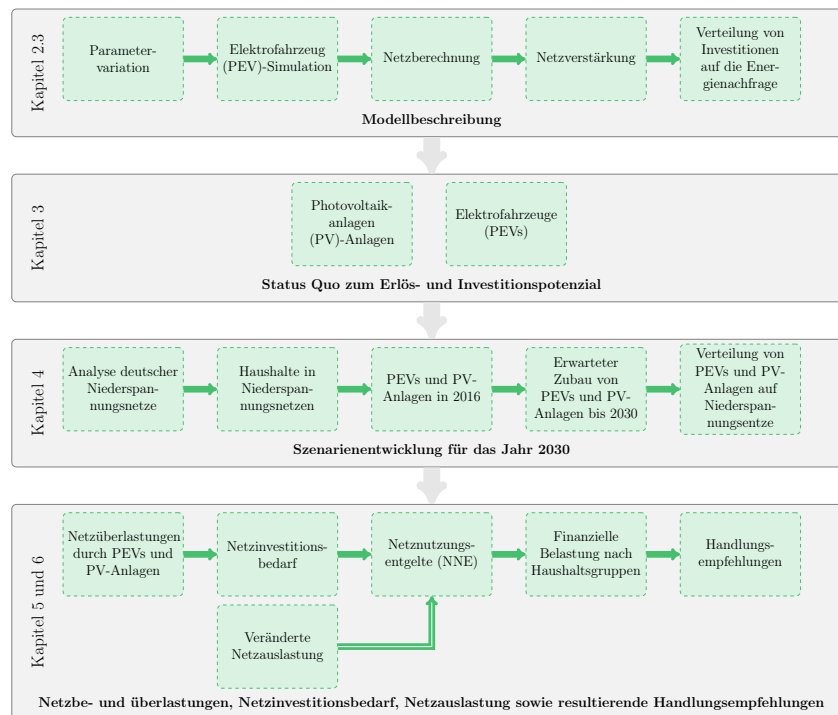 Kapitel 2.3
Parameter-
variation
Elektrofahrzeug
(PEV)-Simulation
Netzberechnung
Netzverstärkung
Verteilung von
Investitionen
auf die Ener-
gienachfrage
Modellbeschreibung
Kapitel 3
Photovoltaik-
anlagen
(PV)-Anlagen
Elektrofahrzeuge
(PEVs)
Status Quo zum Erlös- und Investitionspotenzial
Kapitel 4
Analyse deutscher
Niederspan-
nungsnetze
Haushalte in
Niederspan-
nungsnetzen
PEVs und PV-
Anlagen in 2016
Erwarteter
Zubau von
PEVs und PV-
Anlagen bis 2030
Verteilung von
PEVs und PV-
Anlagen auf
Niederspan-
nungsentze
Szenarienentwicklung für das Jahr 2030
Kapitel 5 und 6
Netzüberlastungen
durch PEVs und
PV-Anlagen
Netzinvestitions-
bedarf
Netznutzungs-
entgelte (NNE)
Finanzielle
Belastung nach
Haushaltsgruppen
Handlungs-
empfehlungen
Veränderte
Netzauslastung
Netzbe- und überlastungen, Netzinvestitionsbedarf, Netzauslastung sowie resultierende Handlungsempfehlungen